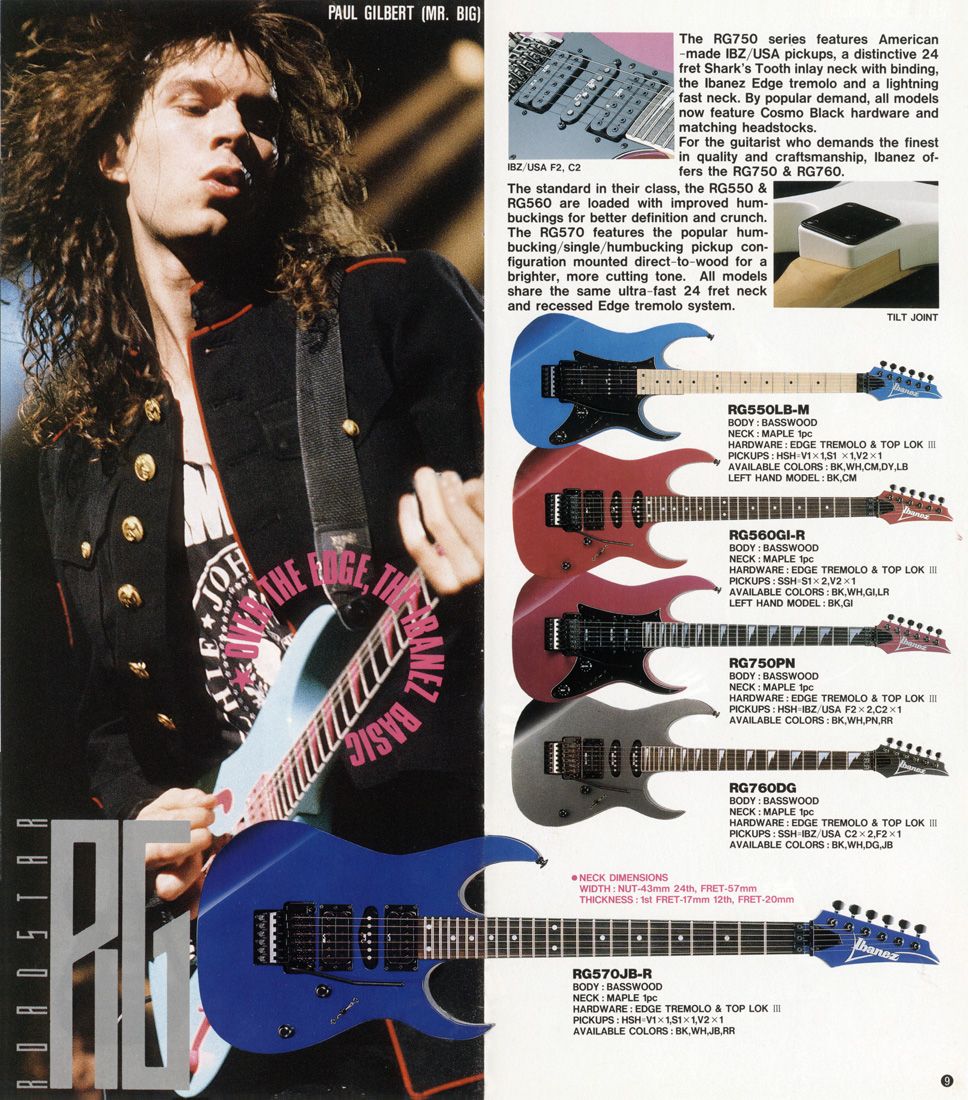 PAUL GILBERT (MR. BIG)
The RG750 series features American
-made IBZ/USA pickups, a distinctive 24
fret Shark's Tooth inlay neck with binding,
the Ibanez Edge tremolo and a lightning
fast neck. By popular demand, all models
now feature Cosmo Black hardware and
matching headstocks.
For the guitarist who demands the finest
in quality and craftsmanship, Ibanez of-
fers the RG750 & RG760.
IBZ/USA F2, C2
The standard in their class, the RG550 &
RG560 are loaded with improved hum-
buckings for better definition and crunch.
The RG570 features the popular hum-
bucking/single/humbucking pickup con-
figuration mounted direct-to-wood for a
brighter, more cutting tone. All models
share the same ultra-fast 24 fret neck
and recessed Edge tremolo system.
TILT JOINT
Ibanez
RG550LB-M
BODY : BASSWOOD
NECK : MAPLE 1pc
HARDWARE : EDGE TREMOLO & TOP LOK III
PICKUPS : HSH=V1×1,S1 ×1,V2×1
AVAILABLE COLORS : BK,WH,CM,DY,LB
LEFT HAND MODEL : BK,CM
Ibanez
RG560GI-R
BODY : BASSWOOD
NECK : MAPLE 1pc
HARDWARE : EDGE TREMOLO & TOP LOK III
PICKUPS : SSH=S1×2,V2×1
AVAILABLE COLORS : BK,WH,GI,LR
LEFT HAND MODEL : BK,GI
Ibanez
RG750PN
BODY : BASSWOOD
NECK : MAPLE 1pc
HARDWARE : EDGE TREMOLO & TOP LOK III
PICKUPS : HSH=IBZ/USA F2×2,C2×1
AVAILABLE COLORS : BK,WH,PN,RR
Ibanez
RG760DG
BODY : BASSWOOD
NECK : MAPLE 1pc
HARDWARE : EDGE TREMOLO & TOP LOK III
PICKUPS : SSH=IBZ/USA C2×2,F2×1
AVAILABLE COLORS : BK,WH,DG,JB
JOH
★OVER THE EDGE, THE IBANEZ BASIC
ROADSTAR
RG
● NECK DIMENSIONS
WIDTH : NUT-43mm 24th, FRET-57mm
THICKNESS : 1st FRET-17mm 12th, FRET-20mm
Ibanez
RG570JB-R
BODY : BASSWOOD
NECK : MAPLE 1pc
HARDWARE : EDGE TREMOLO & TOP LOK III
PICKUPS : HSH=V1×1,S1×1,V2×1
AVAILABLE COLORS : BK,WH,JB,RR
9